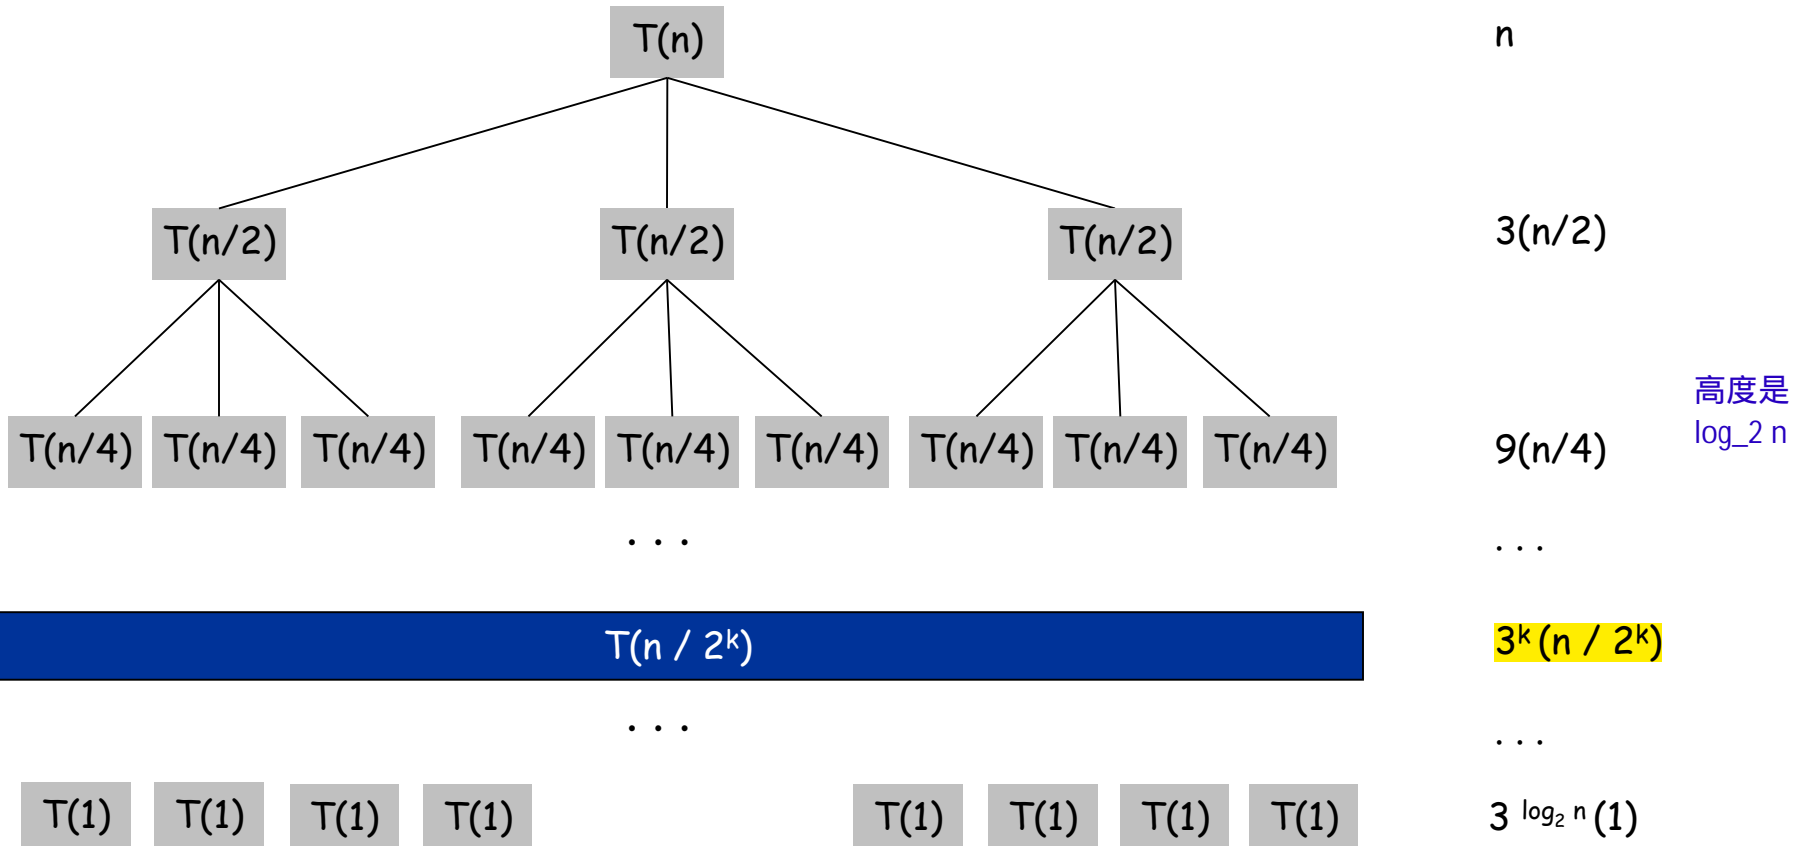 T(n) n
T(n/2) T(n/2) T(n/2) 3(n/2)
高度是
log_2 n
T(n/4) T(n/4) T(n/4) T(n/4) T(n/4) T(n/4) T(n/4) T(n/4) T(n/4) 9(n/4)
. . . . . .
T(n / 2ᵏ) 3ᵏ (n / 2ᵏ)
. . . . . .
T(1) T(1) T(1) T(1) T(1) T(1) T(1) T(1) 3 log₂ n (1)